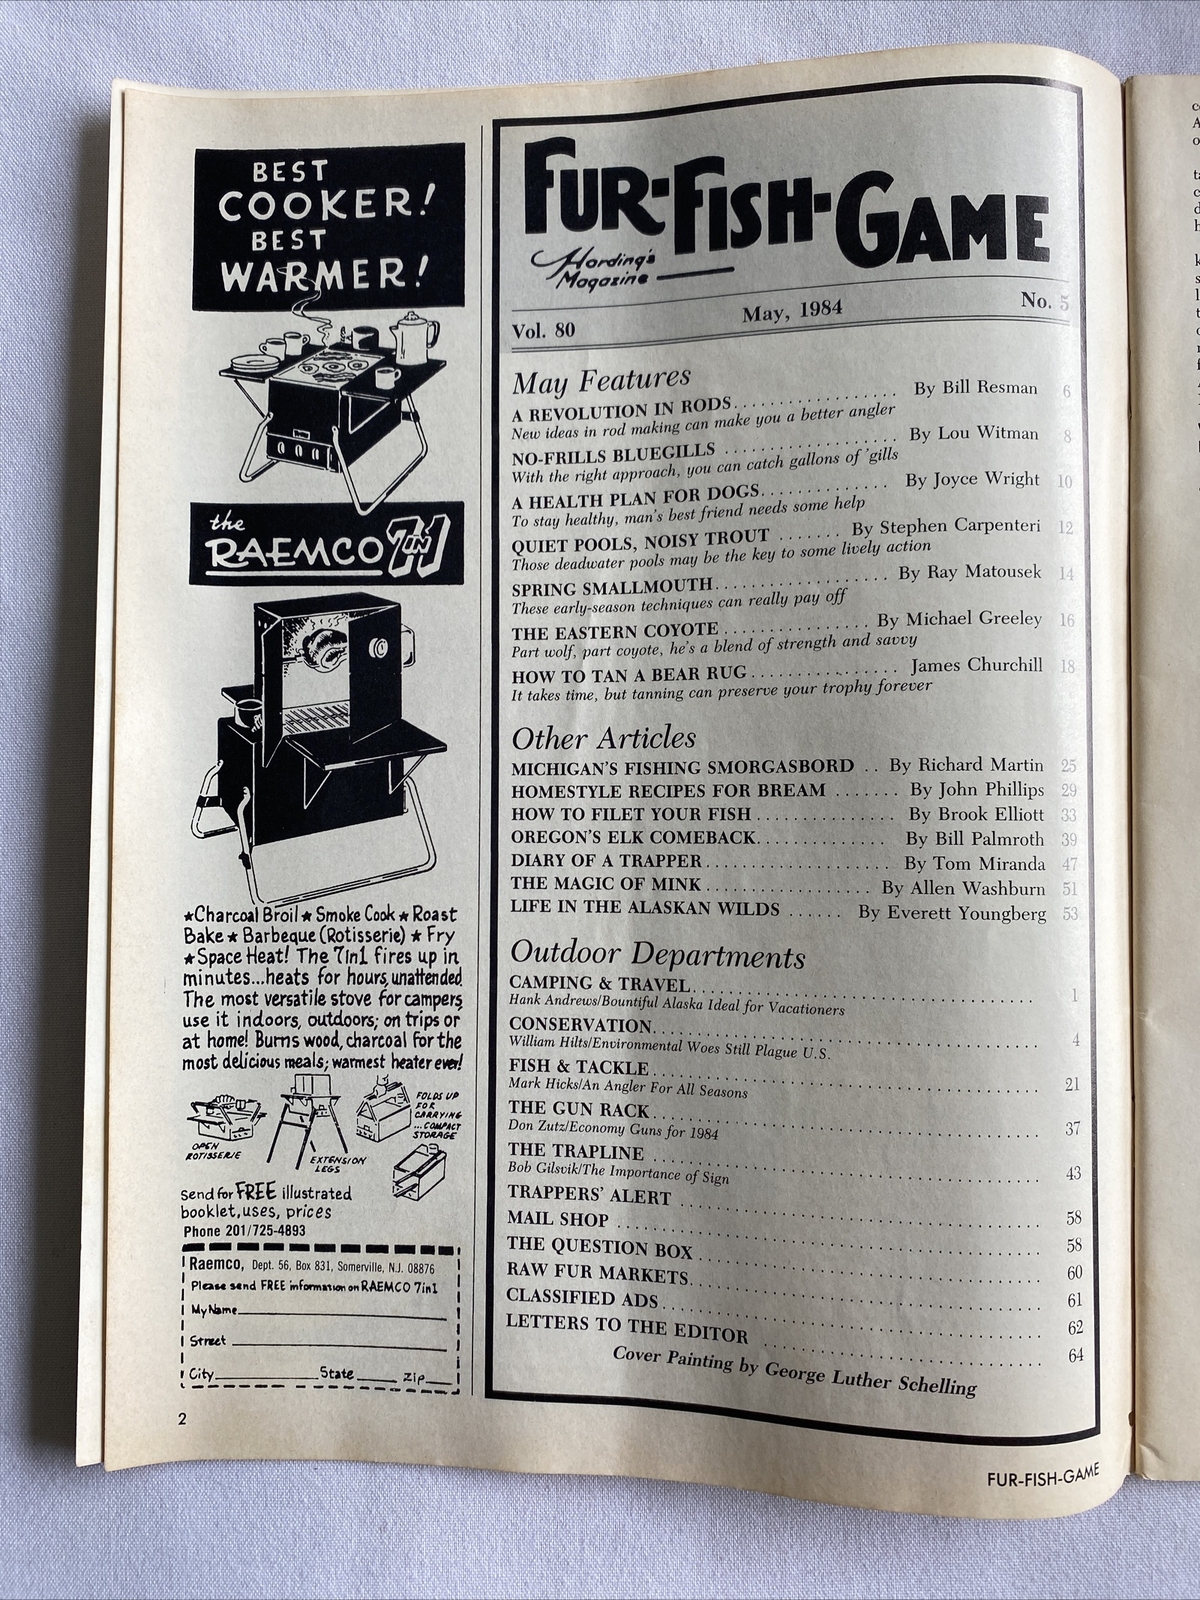 BEST
COOKER!
BEST
WARMER!
the
RAEMCO 7 IN 1
★Charcoal Broil ★ Smoke Cook ★ Roast
Bake ★ Barbeque (Rotisserie) ★ Fry
★Space Heat! The 7in1 fires up in
minutes...heats for hours, unattended.
The most versatile stove for campers,
use it indoors, outdoors; on trips or
at home! Burns wood, charcoal for the
most delicious meals; warmest heater ever!
OPEN
ROTISSERIE
EXTENSION
LEGS
FOLDS UP
FOR
CARRYING
...COMPACT
STORAGE
Send for FREE illustrated
booklet, uses, prices
Phone 201/725-4893
Raemco, Dept. 56, Box 831, Somerville, N.J. 08876
Please send FREE information on RAEMCO 7in1
My Name
Street
City State Zip
2
FUR-FISH-GAME
Harding's
Magazine
Vol. 80 May, 1984 No. 5
May Features
A REVOLUTION IN RODS. . . . . . . . . . . . . . . . By Bill Resman 6
New ideas in rod making can make you a better angler
NO-FRILLS BLUEGILLS . . . . . . . . . . . . . . . . By Lou Witman 8
With the right approach, you can catch gallons of 'gills
A HEALTH PLAN FOR DOGS. . . . . . . . . . . . By Joyce Wright 10
To stay healthy, man's best friend needs some help
QUIET POOLS, NOISY TROUT . . . . . . . By Stephen Carpenteri 12
Those deadwater pools may be the key to some lively action
SPRING SMALLMOUTH. . . . . . . . . . . . . . . . By Ray Matousek 14
These early-season techniques can really pay off
THE EASTERN COYOTE . . . . . . . . . . . . . . By Michael Greeley 16
Part wolf, part coyote, he's a blend of strength and savvy
HOW TO TAN A BEAR RUG. . . . . . . . . . . . . . James Churchill 18
It takes time, but tanning can preserve your trophy forever
Other Articles
MICHIGAN'S FISHING SMORGASBORD . . By Richard Martin 25
HOMESTYLE RECIPES FOR BREAM . . . . . . . By John Phillips 29
HOW TO FILET YOUR FISH . . . . . . . . . . . . . . By Brook Elliott 33
OREGON'S ELK COMEBACK. . . . . . . . . . . . . By Bill Palmroth 39
DIARY OF A TRAPPER. . . . . . . . . . . . . . . . . . By Tom Miranda 47
THE MAGIC OF MINK . . . . . . . . . . . . . . . . . By Allen Washburn 51
LIFE IN THE ALASKAN WILDS . . . . . . By Everett Youngberg 53
Outdoor Departments
CAMPING & TRAVEL. . . . . . . . . . . . . . . . . . . . . . . . . . 1
Hank Andrews/Bountiful Alaska Ideal for Vacationers
CONSERVATION. . . . . . . . . . . . . . . . . . . . . . . . . . . . 4
William Hilts/Environmental Woes Still Plague U.S.
FISH & TACKLE . . . . . . . . . . . . . . . . . . . . . . . . . . . . 21
Mark Hicks/An Angler For All Seasons
THE GUN RACK. . . . . . . . . . . . . . . . . . . . . . . . . . . . 37
Don Zutz/Economy Guns for 1984
THE TRAPLINE . . . . . . . . . . . . . . . . . . . . . . . . . . . . 43
Bob Gilsvik/The Importance of Sign
TRAPPERS' ALERT . . . . . . . . . . . . . . . . . . . . . . . . . . 58
MAIL SHOP . . . . . . . . . . . . . . . . . . . . . . . . . . . . . . 58
THE QUESTION BOX . . . . . . . . . . . . . . . . . . . . . . . . 60
RAW FUR MARKETS. . . . . . . . . . . . . . . . . . . . . . . . . 61
CLASSIFIED ADS. . . . . . . . . . . . . . . . . . . . . . . . . . . 62
LETTERS TO THE EDITOR . . . . . . . . . . . . . . . . . . . . 64
Cover Painting by George Luther Schelling
FUR-FISH-GAME